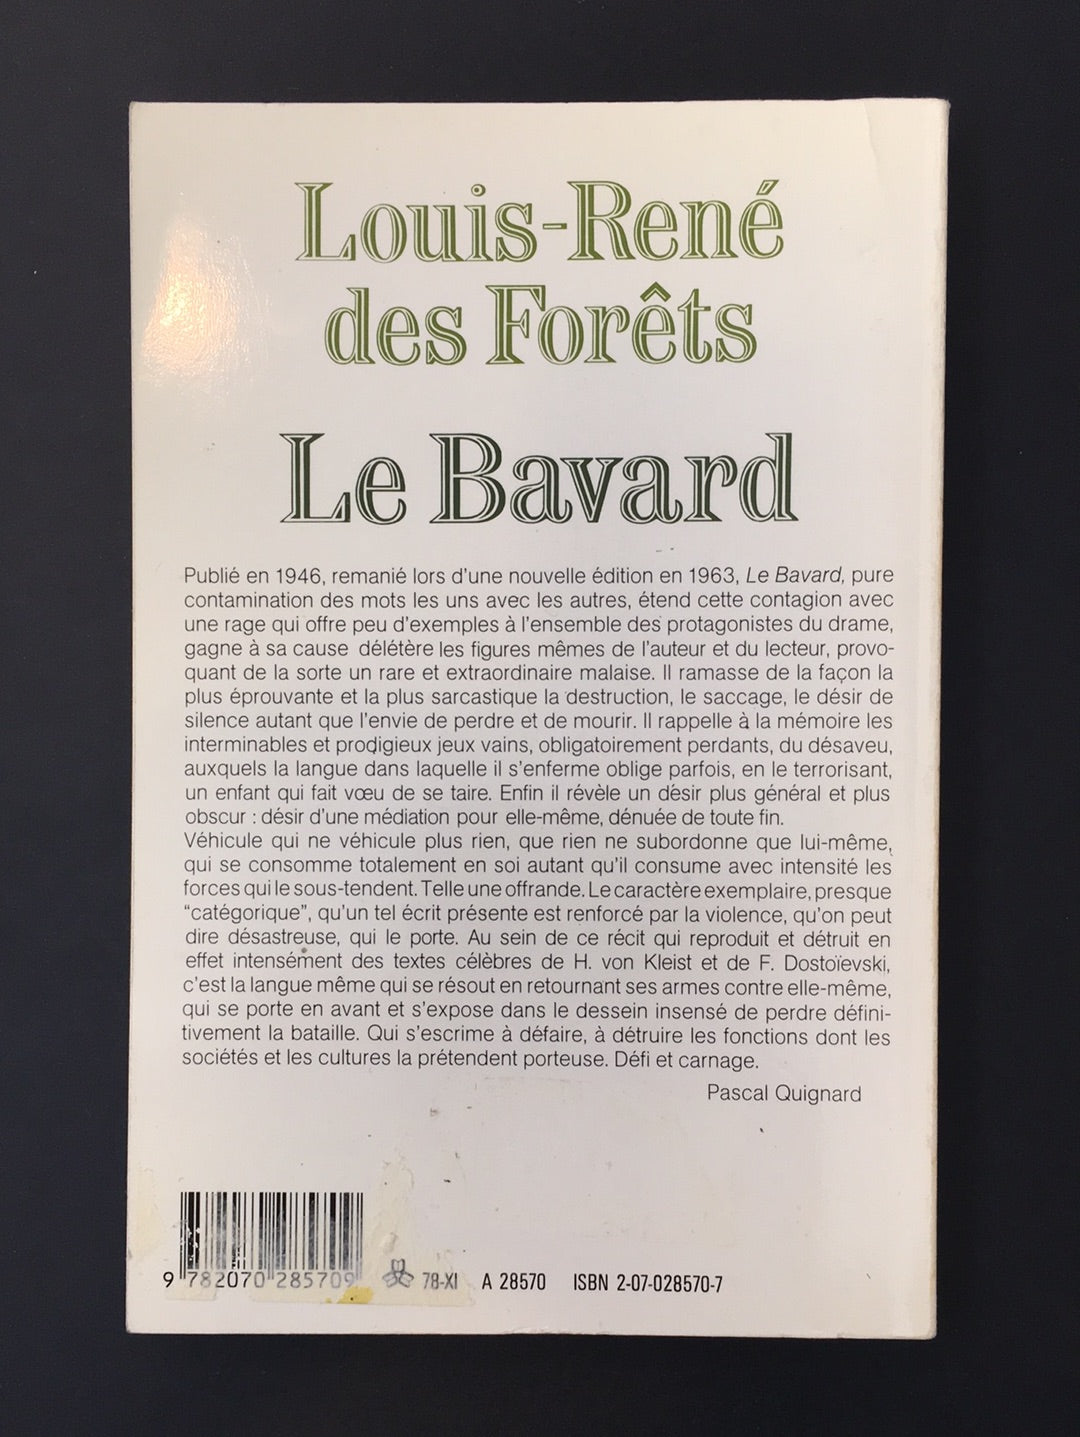 Louis-René
des Forêts
Le Bavard
Publié en 1946, remanié lors d'une nouvelle édition en 1963, Le Bavard, pure
contamination des mots les uns avec les autres, étend cette contagion avec
une rage qui offre peu d'exemples à l'ensemble des protagonistes du drame,
gagne à sa cause délétère les figures mêmes de l'auteur et du lecteur, provo-
quant de la sorte un rare et extraordinaire malaise. Il ramasse de la façon la
plus éprouvante et la plus sarcastique la destruction, le saccage, le désir de
silence autant que l'envie de perdre et de mourir. Il rappelle à la mémoire les
interminables et prodigieux jeux vains, obligatoirement perdants, du désaveu,
auxquels la langue dans laquelle il s'enferme oblige parfois, en le terrorisant,
un enfant qui fait vœu de se taire. Enfin il révèle un désir plus général et plus
obscur : désir d'une médiation pour elle-même, dénuée de toute fin.
Véhicule qui ne véhicule plus rien, que rien ne subordonne que lui-même,
qui se consomme totalement en soi autant qu'il consume avec intensité les
forces qui le sous-tendent. Telle une offrande. Le caractère exemplaire, presque
"catégorique", qu'un tel écrit présente est renforcé par la violence, qu'on peut
dire désastreuse, qui le porte. Au sein de ce récit qui reproduit et détruit en
effet intensément des textes célèbres de H. von Kleist et de F. Dostoïevski,
c'est la langue même qui se résout en retournant ses armes contre elle-même,
qui se porte en avant et s'expose dans le dessein insensé de perdre défini-
tivement la bataille. Qui s'escrime à défaire, à détruire les fonctions dont les
sociétés et les cultures la prétendent porteuse. Défi et carnage.
Pascal Quignard
9 782070 285709 78-XI A 28570 ISBN 2-07-028570-7